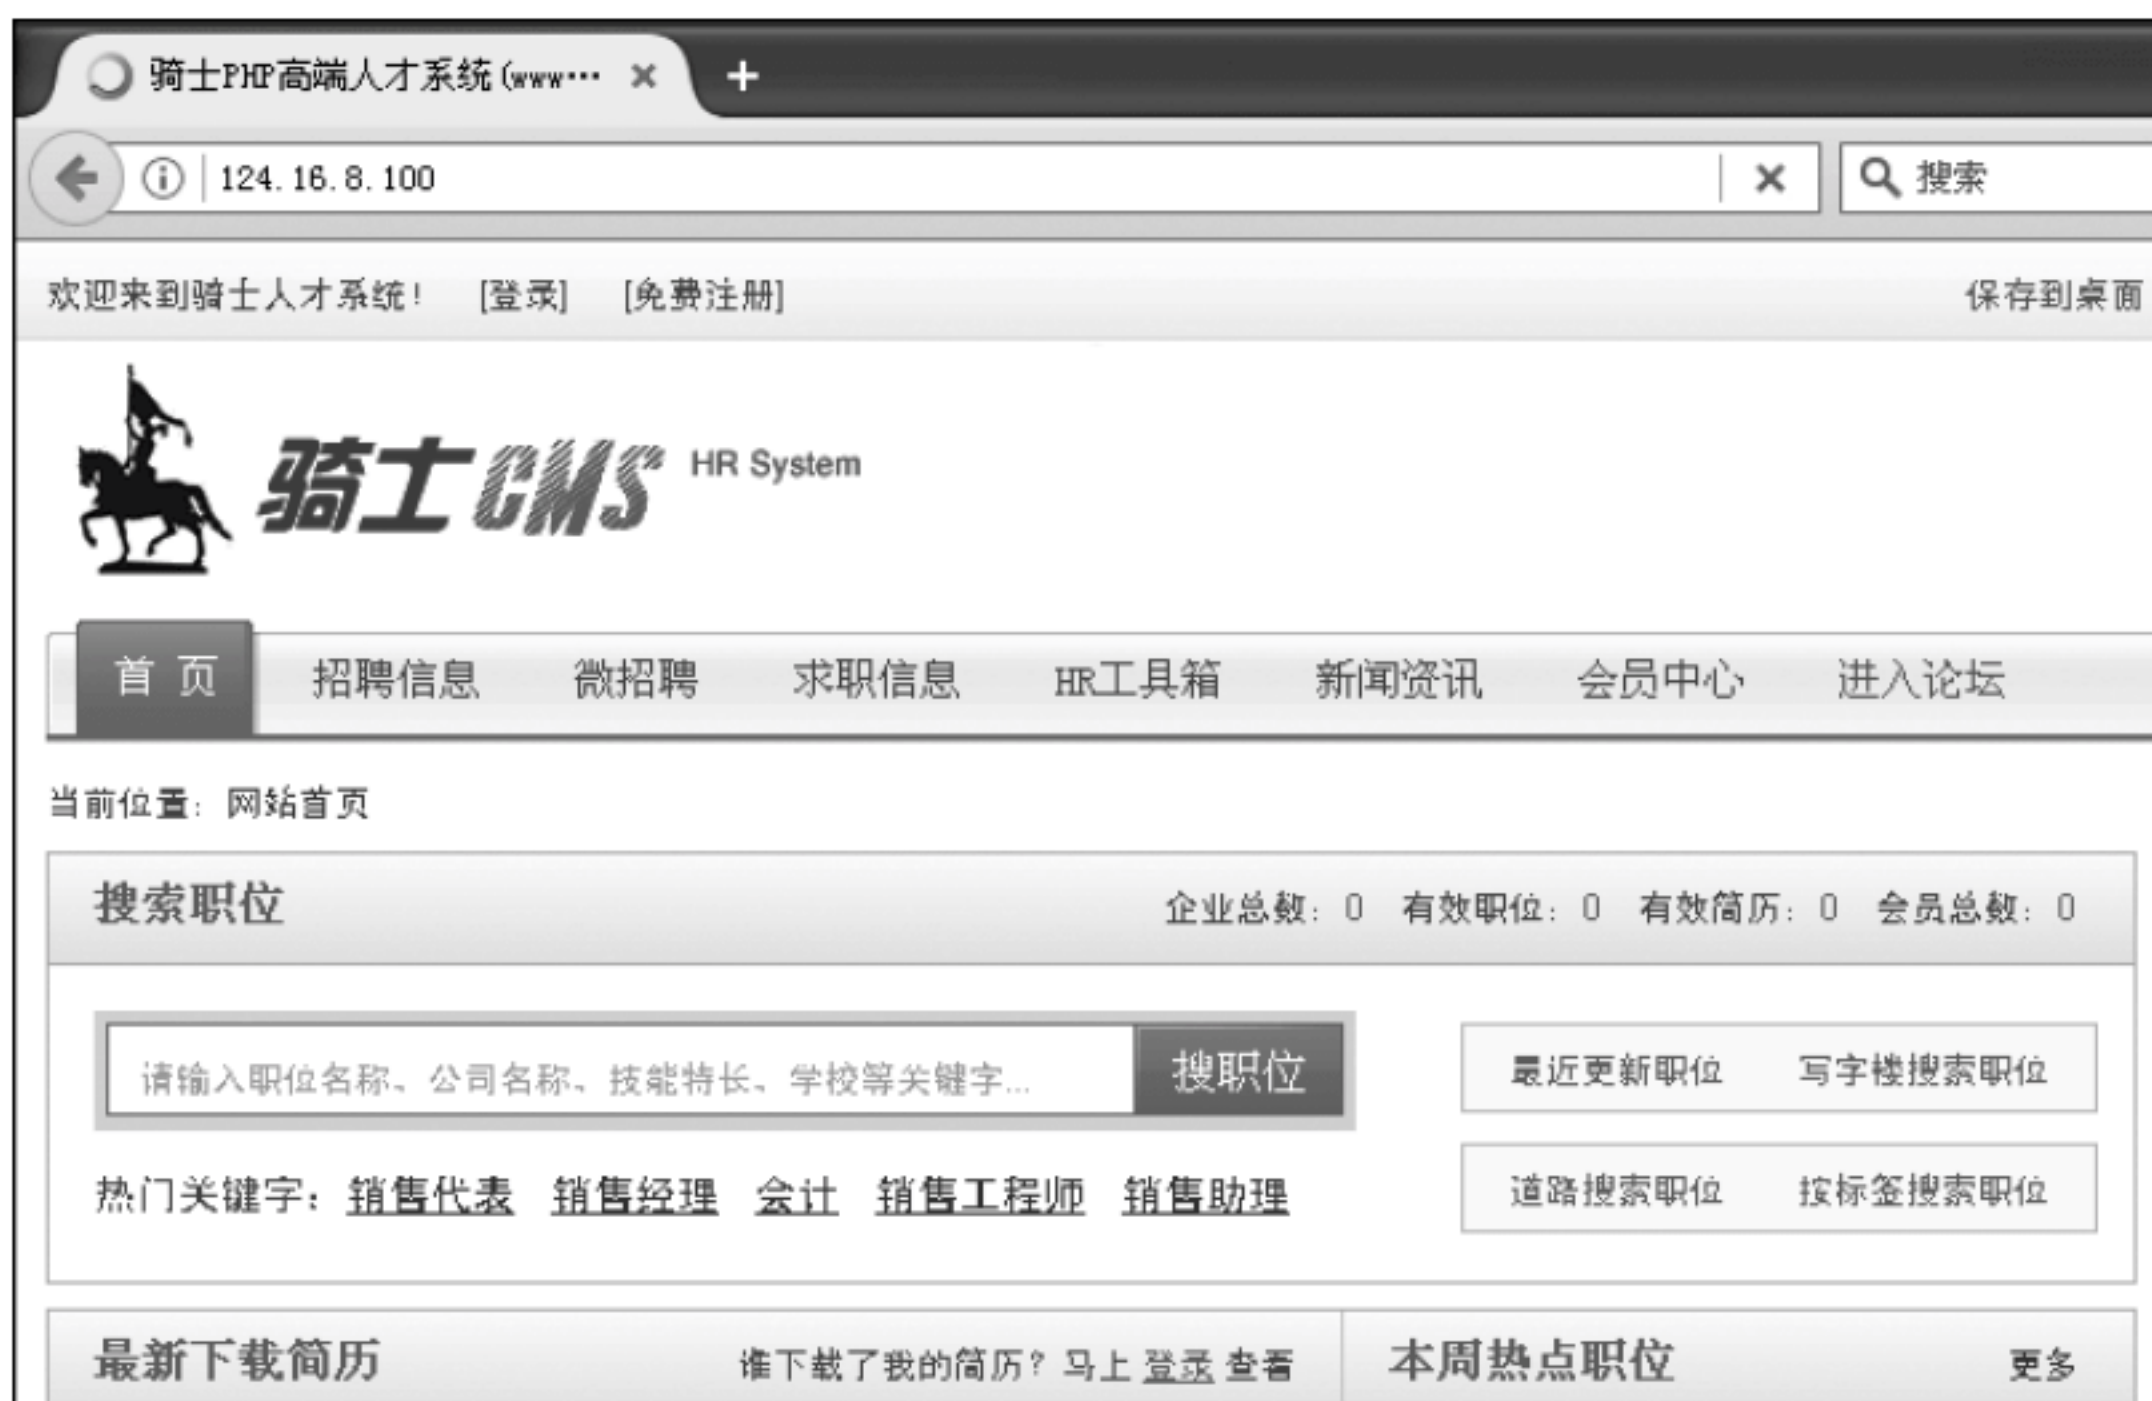 骑士PHP高端人才系统(www…
124.16.8.100
搜索
欢迎来到骑士人才系统! [登录] [免费注册] 保存到桌面
骑士CMS HR System
首页 招聘信息 微招聘 求职信息 HR工具箱 新闻资讯 会员中心 进入论坛
当前位置: 网站首页
搜索职位 企业总数: 0 有效职位: 0 有效简历: 0 会员总数: 0
请输入职位名称、公司名称、技能特长、学校等关键字... 搜职位 最近更新职位 写字楼搜索职位
热门关键字: 销售代表 销售经理 会计 销售工程师 销售助理 道路搜索职位 按标签搜索职位
最新下载简历 谁下载了我的简历? 马上 登录 查看 本周热点职位 更多